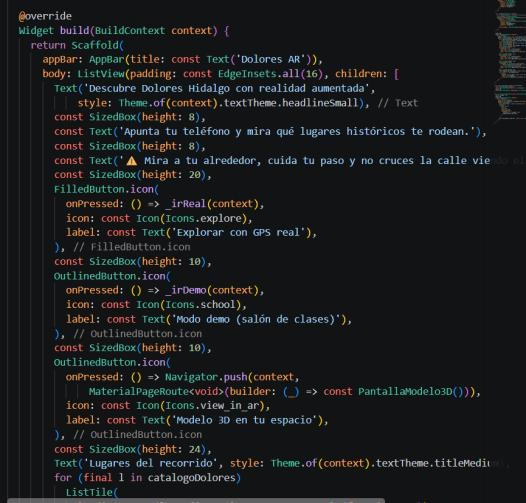 @override
Widget build(BuildContext context) {
return Scaffold(
appBar: AppBar(title: const Text('Dolores AR')),
body: ListView(padding: const EdgeInsets.all(16), children: [
Text('Descubre Dolores Hidalgo con realidad aumentada',
style: Theme.of(context).textTheme.headlineSmall), // Text
const SizedBox(height: 8),
const Text('Apunta tu teléfono y mira qué lugares históricos te rodean.'),
const SizedBox(height: 8),
const Text('⚠️ Mira a tu alrededor, cuida tu paso y no cruces la calle
const SizedBox(height: 20),
FilledButton.icon(
onPressed: () => _irReal(context),
icon: const Icon(Icons.explore),
label: const Text('Explorar con GPS real'),
), // FilledButton.icon
const SizedBox(height: 10),
OutlinedButton.icon(
onPressed: () => _irDemo(context),
icon: const Icon(Icons.school),
label: const Text('Modo demo (salón de clases)'),
), // OutlinedButton.icon
const SizedBox(height: 10),
OutlinedButton.icon(
onPressed: () => Navigator.push(context,
MaterialPageRoute<void>(builder: (_) => const PantallaModelo3D())),
icon: const Icon(Icons.view_in_ar),
label: const Text('Modelo 3D en tu espacio'),
), // OutlinedButton.icon
const SizedBox(height: 24),
Text('Lugares del recorrido', style: Theme.of(context).textTheme.titleMedium
for (final l in catalogoDolores)
ListTile(